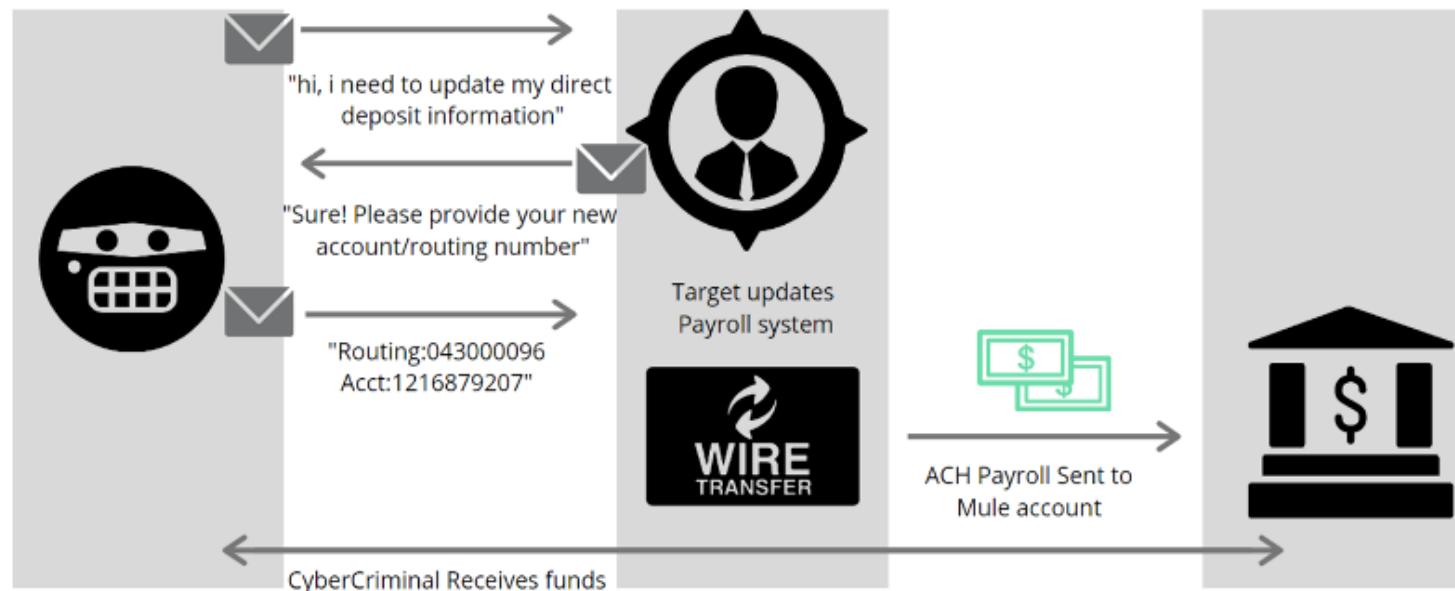 "hi, i need to update my direct
deposit information"
"Sure! Please provide your new
account/routing number"
"Routing:043000096
Acct:1216879207"
Target updates
Payroll system
WIRE
TRANSFER
$
$
ACH Payroll Sent to
Mule account
$
CyberCriminal Receives funds